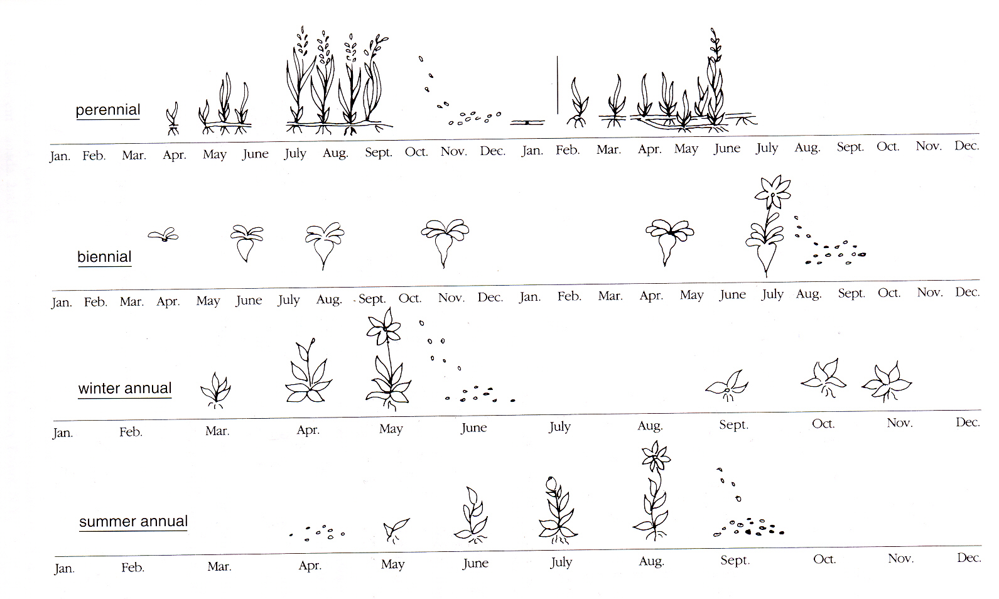 perennial
Jan. Feb. Mar. Apr. May June July Aug. Sept. Oct. Nov. Dec. Jan. Feb. Mar. Apr. May June July Aug. Sept. Oct. Nov. Dec.
biennial
Jan. Feb. Mar. Apr. May June July Aug. Sept. Oct. Nov. Dec. Jan. Feb. Mar. Apr. May June July Aug. Sept. Oct. Nov. Dec.
winter annual
Jan. Feb. Mar. Apr. May June July Aug. Sept. Oct. Nov. Dec.
summer annual
Jan. Feb. Mar. Apr. May June July Aug. Sept. Oct. Nov. Dec.